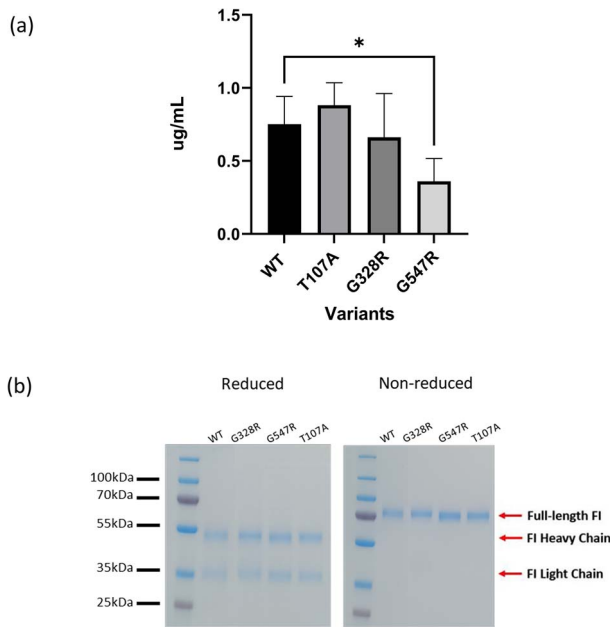 (a)
*
1.5
1.0
0.5
0.0
ug/mL
WT
T107A
G328R
G547R
Variants
(b)
Reduced
Non-reduced
WT G328R G547R T107A
WT G328R G547R T107A
100kDa
70kDa
55kDa
35kDa
25kDa
Full-length FI
FI Heavy Chain
FI Light Chain